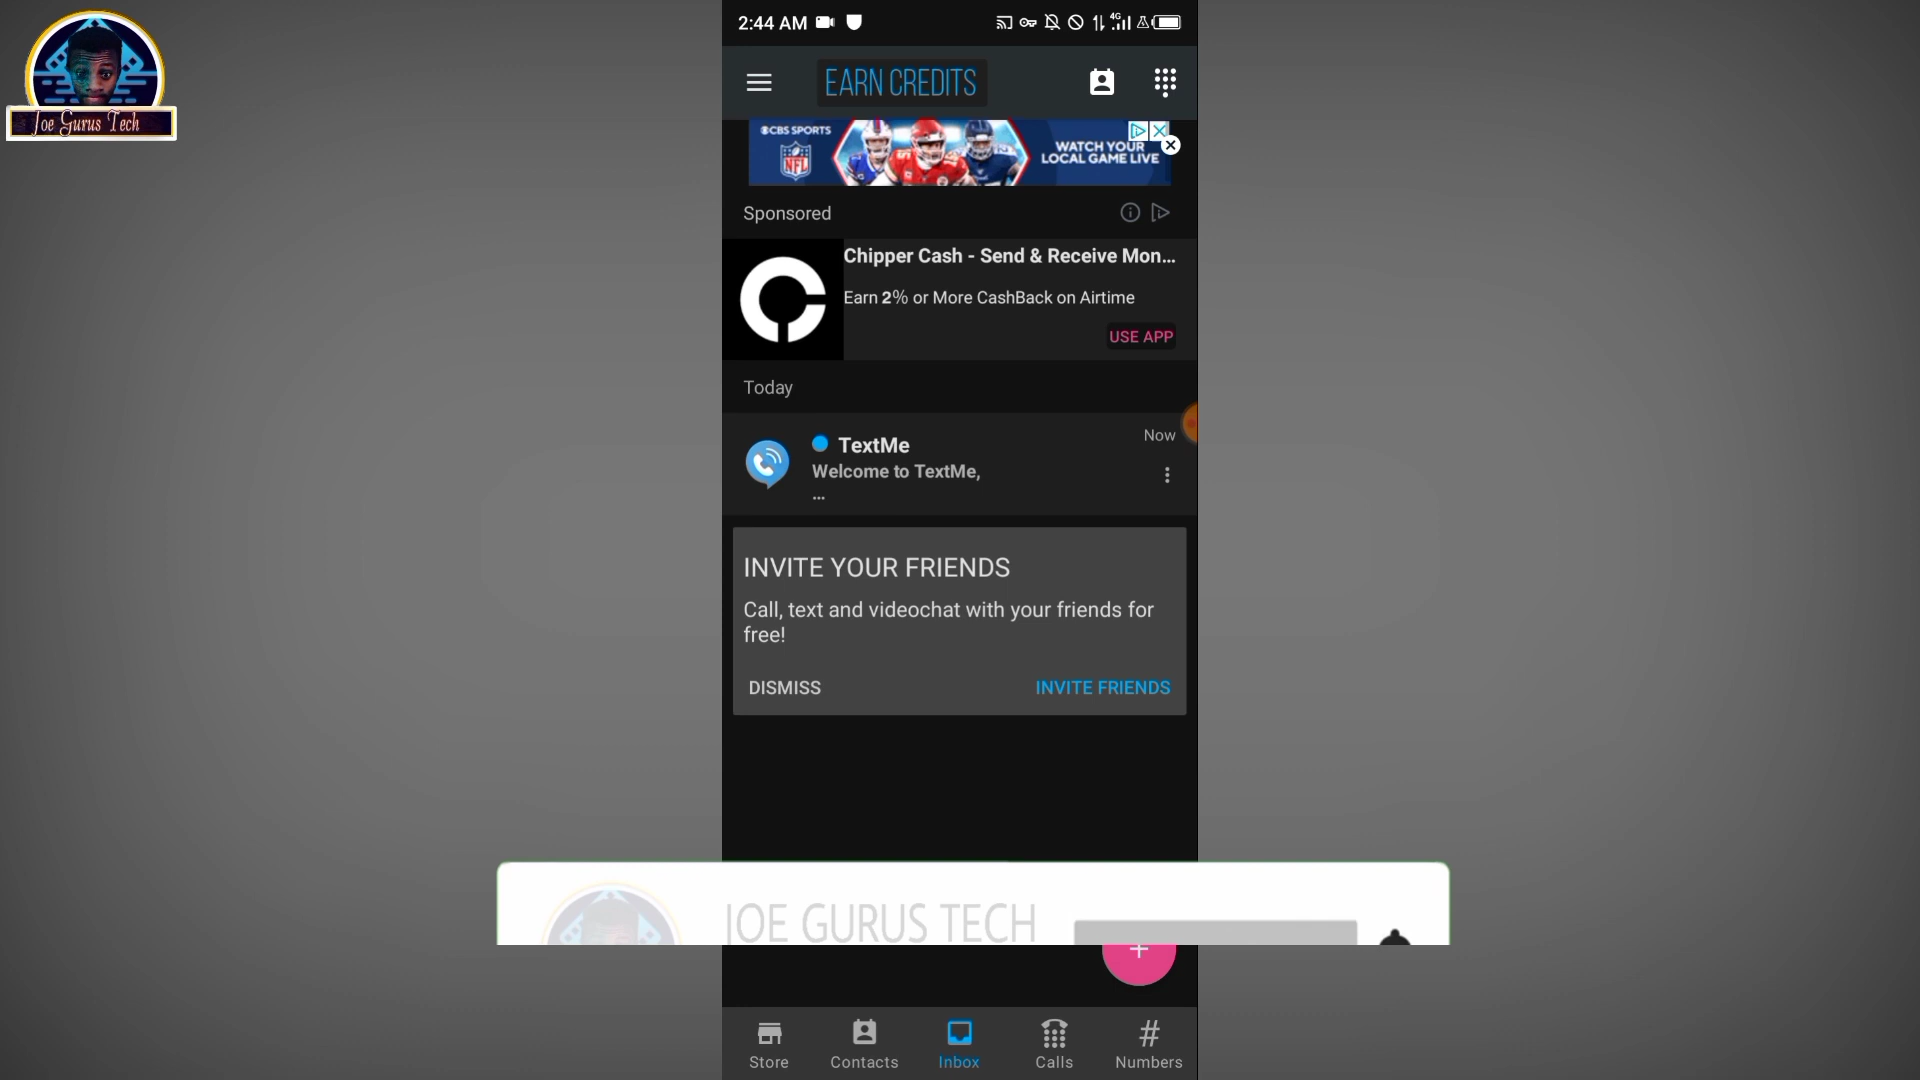 Joe Gurus Tech
2:44 AM
4G
EARN CREDITS
CBS SPORTS
NFL
WATCH YOUR
LOCAL GAME LIVE
Sponsored
Chipper Cash - Send & Receive Mon...
Earn 2% or More CashBack on Airtime
USE APP
Today
TextMe
Now
Welcome to TextMe,
...
INVITE YOUR FRIENDS
Call, text and videochat with your friends for
free!
DISMISS
INVITE FRIENDS
JOE GURUS TECH
Store
Contacts
Inbox
Calls
Numbers